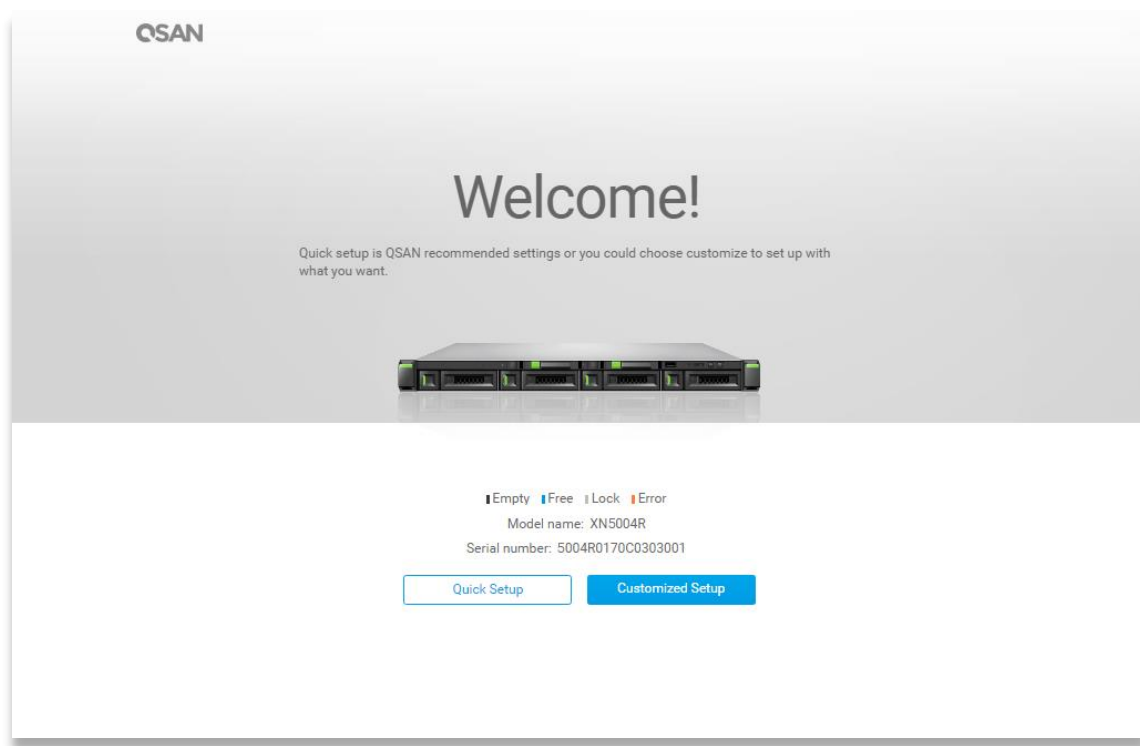 QSAN
Welcome!
Quick setup is QSAN recommended settings or you could choose customize to set up with
what you want.
Empty Free Lock Error
Model name: XN5004R
Serial number: 5004R0170C0303001
Quick Setup Customized Setup